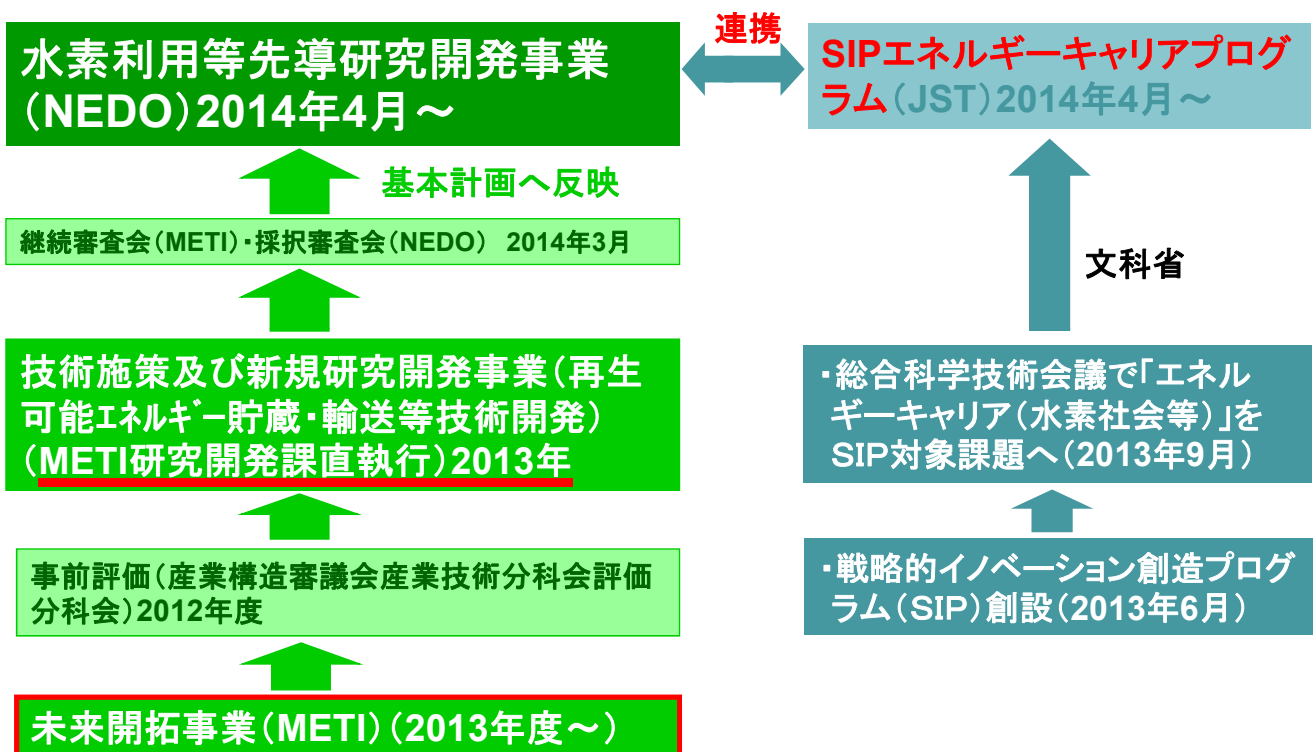 連携
水素利用等先導研究開発事業
（NEDO）2014年4月～
SIPエネルギーキャリアプログ
ラム（JST）2014年4月～
基本計画へ反映
継続審査会（METI）・採択審査会（NEDO） 2014年3月
文科省
技術施策及び新規研究開発事業（再生
可能ｴﾈﾙｷﾞｰ貯蔵・輸送等技術開発）
（METI研究開発課直執行）2013年
・総合科学技術会議で「エネル
ギーキャリア（水素社会等）」を
ＳＩＰ対象課題へ（2013年9月）
事前評価（産業構造審議会産業技術分科会評価
分科会）2012年度
・戦略的イノベーション創造プログ
ラム（ＳＩＰ）創設（2013年6月）
未来開拓事業（METI）（2013年度～）